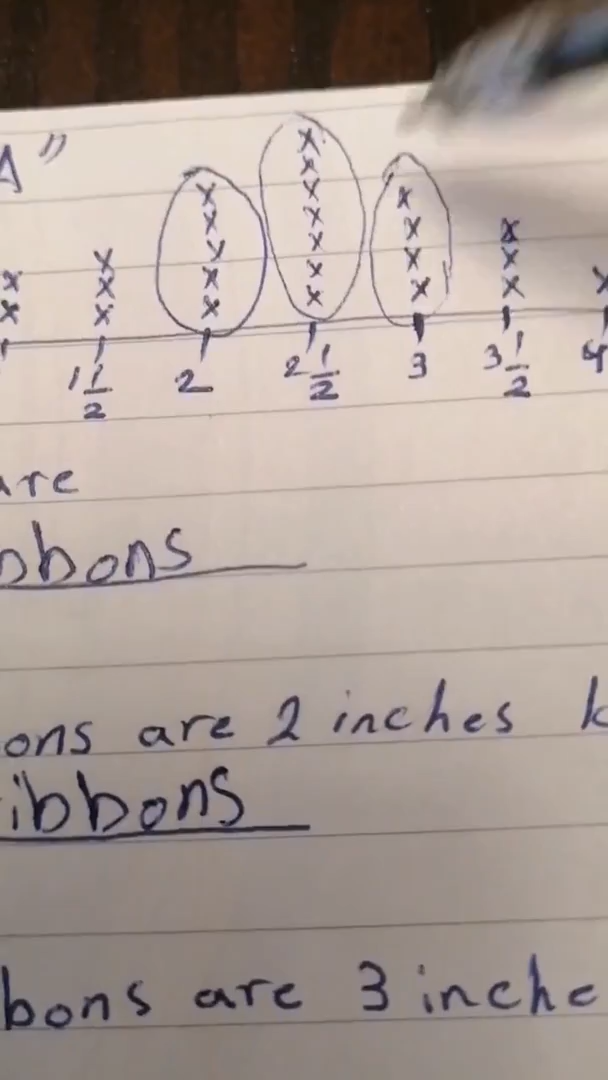 A"
1 1/2 2 2 1/2 3 3 1/2 4
are
bbons
ons are 2 inches
ibbons
bons are 3 inche